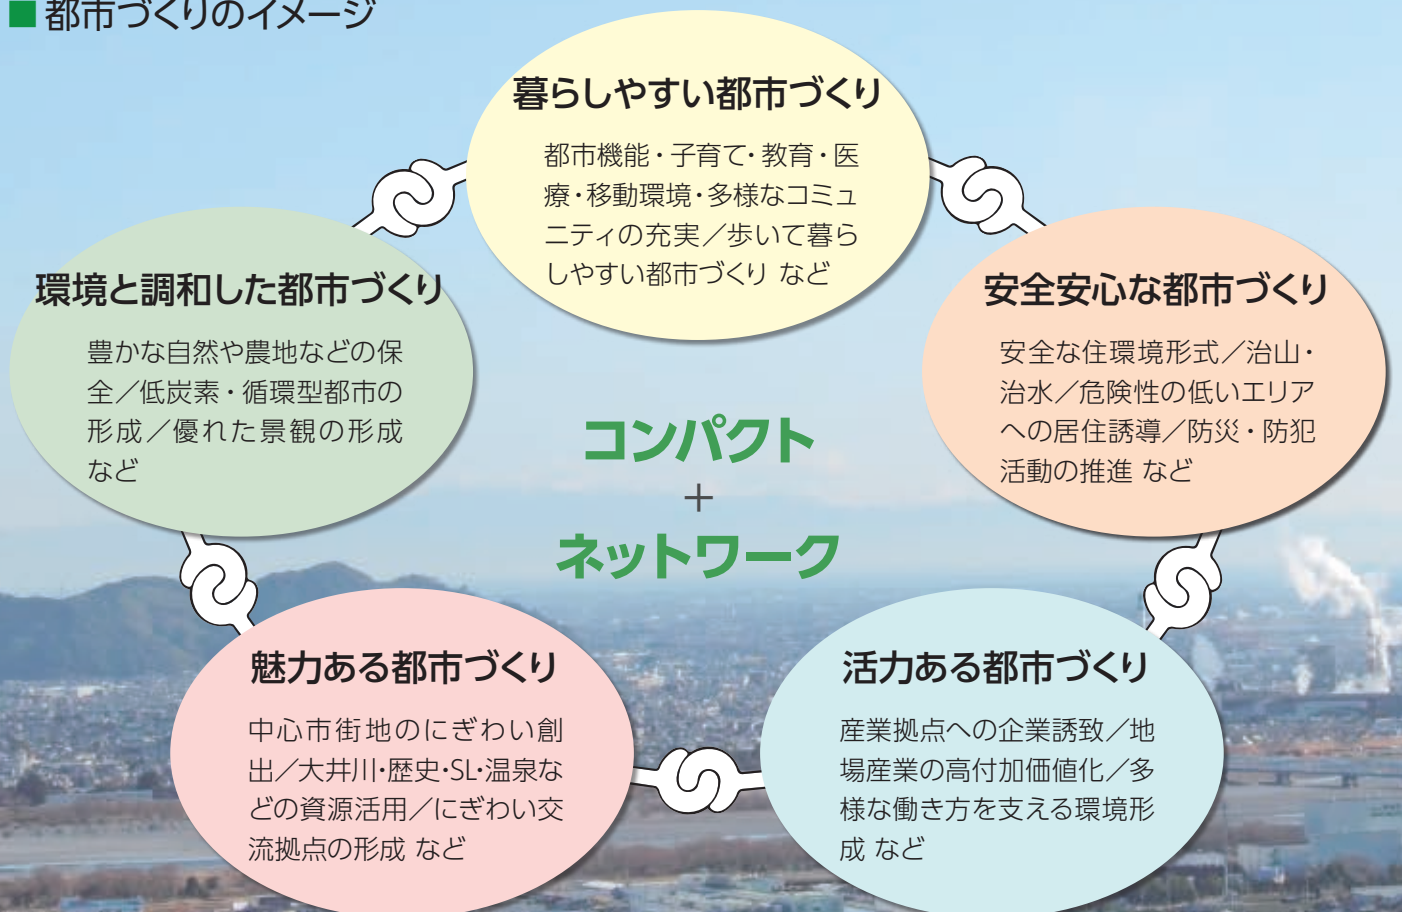 ■都市づくりのイメージ
暮らしやすい都市づくり
都市機能・子育て・教育・医
療・移動環境・多様なコミュ
ニティの充実／歩いて暮ら
しやすい都市づくり など
環境と調和した都市づくり
豊かな自然や農地などの保
全／低炭素・循環型都市の
形成／優れた景観の形成
など
安全安心な都市づくり
安全な住環境形式／治山・
治水／危険性の低いエリア
への居住誘導／防災・防犯
活動の推進 など
コンパクト
＋
ネットワーク
魅力ある都市づくり
中心市街地のにぎわい創
出／大井川・歴史・SL・温泉な
どの資源活用／にぎわい交
流拠点の形成 など
活力ある都市づくり
産業拠点への企業誘致／地
場産業の高付加価値化／多
様な働き方を支える環境形
成 など